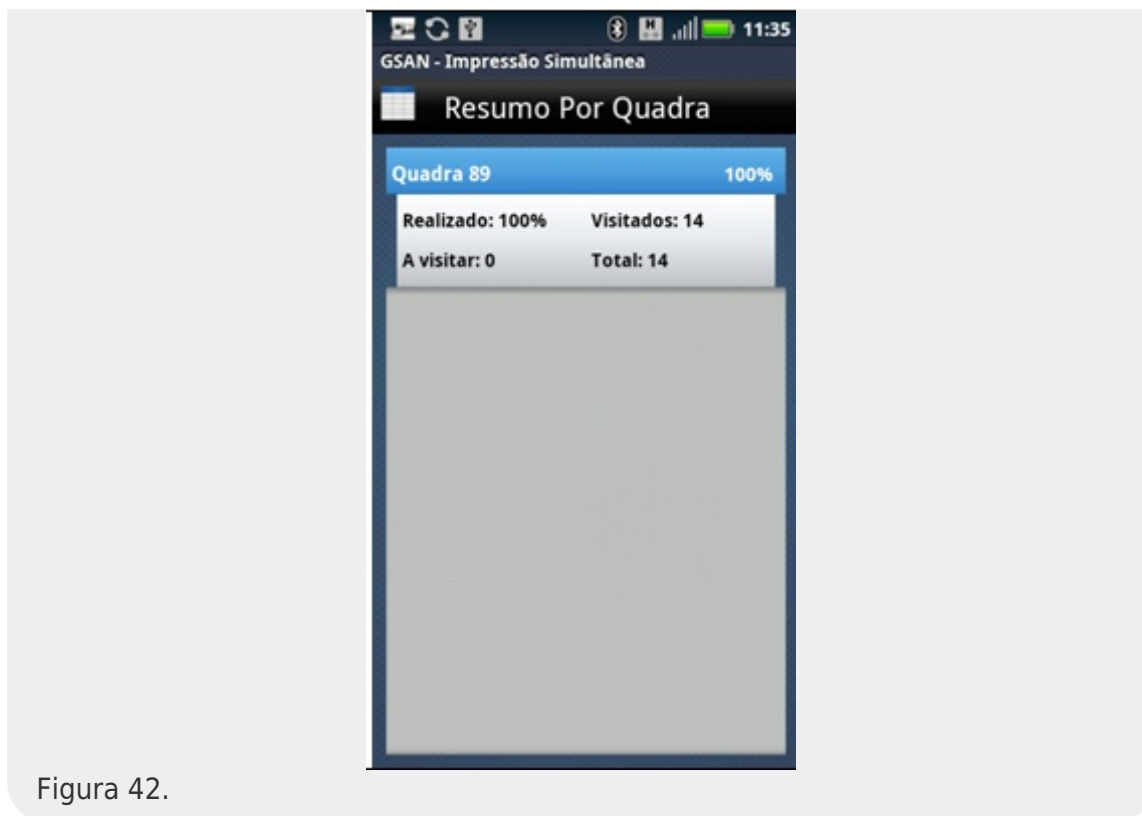 11:35
GSAN - Impressão Simultânea
Resumo Por Quadra
Quadra 89 100%
Realizado: 100% Visitados: 14
A visitar: 0 Total: 14
Figura 42.